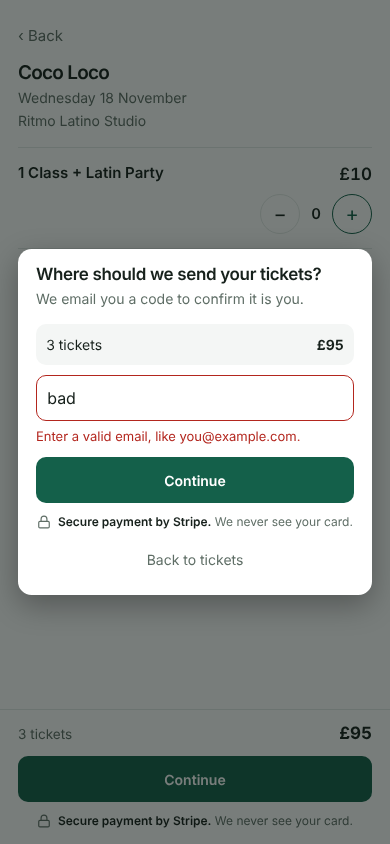 ‹ Back
Coco Loco
Wednesday 18 November
Ritmo Latino Studio
1 Class + Latin Party £10
− 0 +
Where should we send your tickets?
We email you a code to confirm it is you.
3 tickets £95
bad
Enter a valid email, like you@example.com.
Continue
Secure payment by Stripe. We never see your card.
Back to tickets
3 tickets £95
Continue
Secure payment by Stripe. We never see your card.